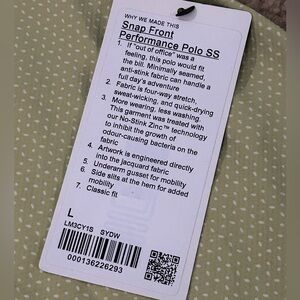 WHY WE MADE THIS
Snap Front
Performance Polo SS
1. If "out of office" was a
feeling, this polo would fit
the bill. Minimally seamed,
anti-stink fabric can handle a
full day's adventure
2. Fabric is four-way stretch,
sweat-wicking, and quick-drying
3. More wearing, less washing.
This garment was treated with
our No-Stink Zinc™ technology
to inhibit the growth of
odour-causing bacteria on the
fabric
4. Artwork is engineered directly
into the jacquard fabric
5. Underarm gusset for mobility
6. Side slits at the hem for added
mobility
7. Classic fit
L
LM3CY1S SYDW
000136226293